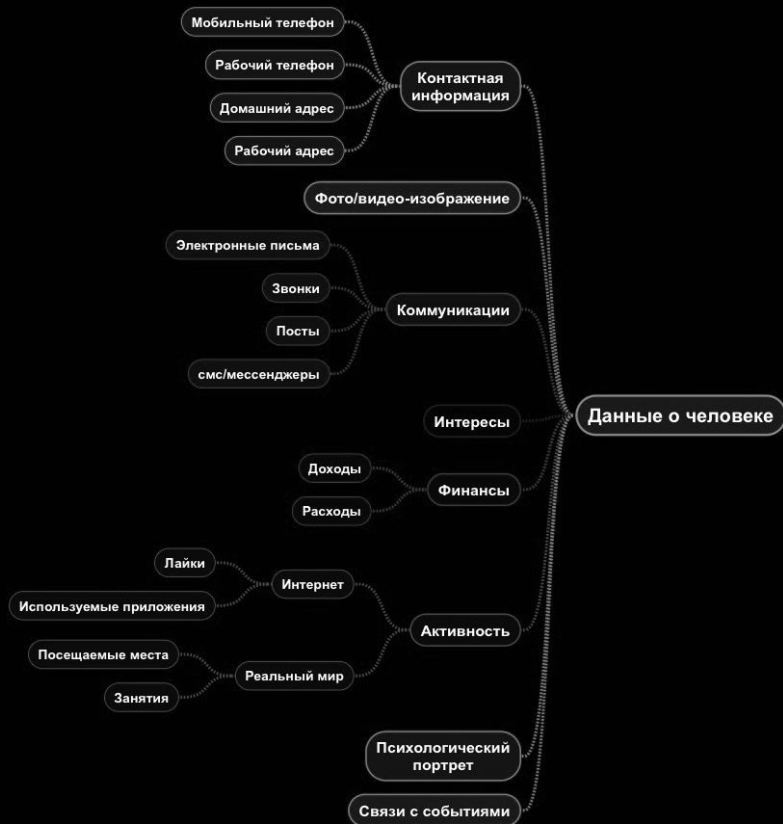 Мобильный телефон
Рабочий телефон
Контактная
информация
Домашний адрес
Рабочий адрес
Фото/видео-изображение
Электронные письма
Звонки
Коммуникации
Посты
смс/мессенджеры
Данные о человеке
Интересы
Доходы
Финансы
Расходы
Лайки
Интернет
Используемые приложения
Активность
Посещаемые места
Реальный мир
Занятия
Психологический
портрет
Связи с событиями